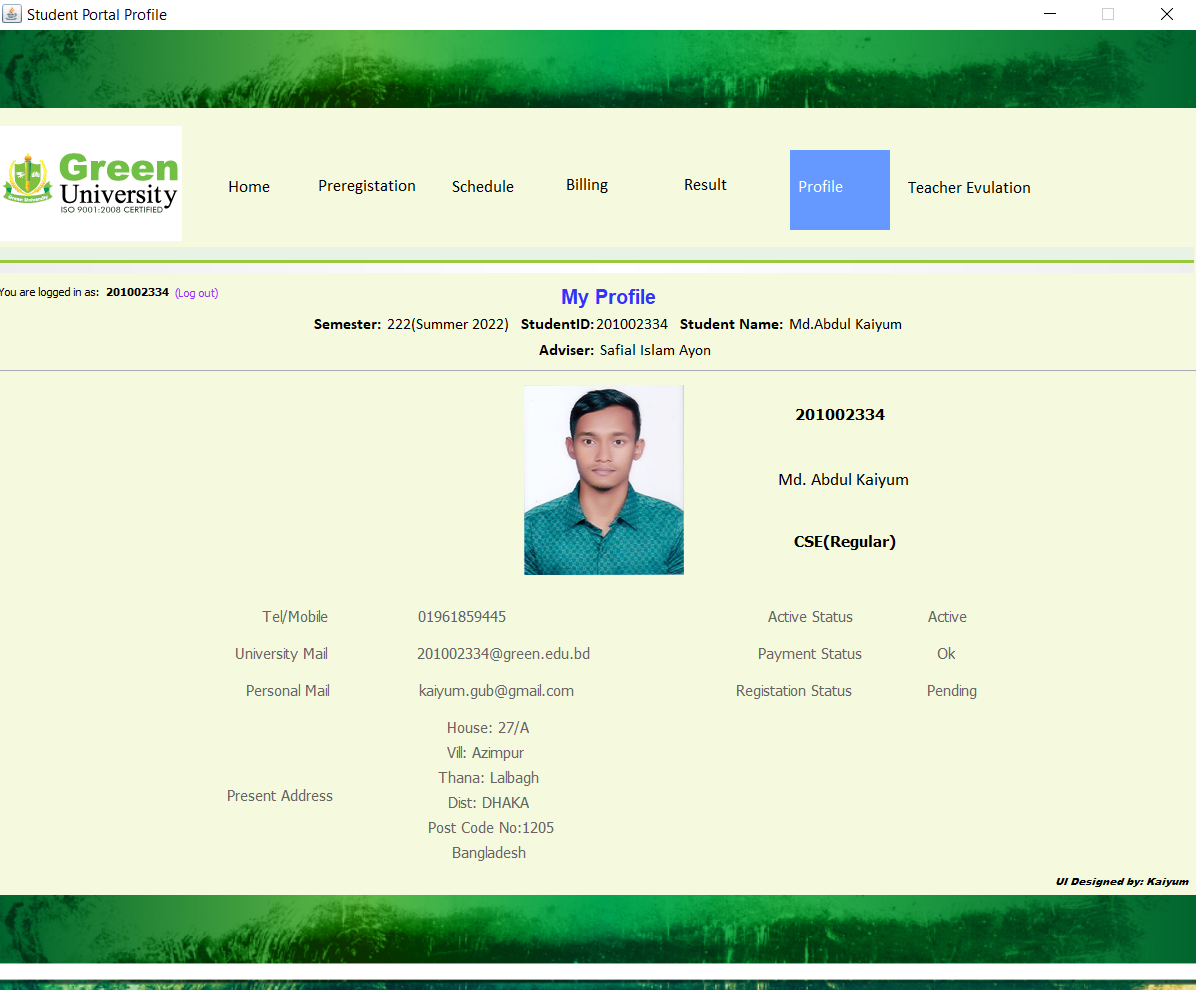 Student Portal Profile
Green
University
ISO 9001:2008 CERTIFIED
Green University
Home Preregistation Schedule Billing Result Profile Teacher Evulation
You are logged in as: 201002334 (Log out)
My Profile
Semester: 222(Summer 2022) StudentID: 201002334 Student Name: Md.Abdul Kaiyum
Adviser: Safial Islam Ayon
201002334
Md. Abdul Kaiyum
CSE(Regular)
Tel/Mobile 01961859445 Active Status Active
University Mail 201002334@green.edu.bd Payment Status Ok
Personal Mail kaiyum.gub@gmail.com Registation Status Pending
House: 27/A
Vill: Azimpur
Thana: Lalbagh
Present Address
Dist: DHAKA
Post Code No:1205
Bangladesh
UI Designed by: Kaiyum